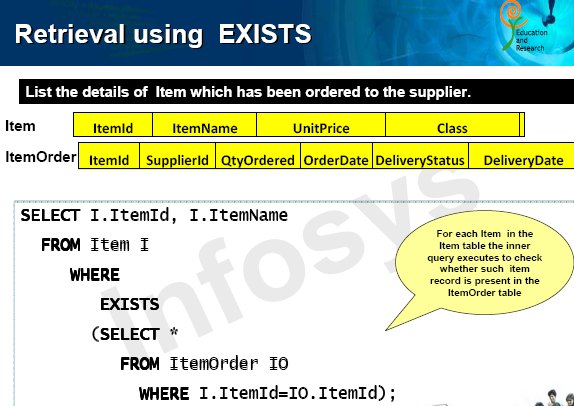 Retrieval using EXISTS
Education
and
Research
List the details of Item which has been ordered to the supplier.
Item ItemId ItemName UnitPrice Class
ItemOrder ItemId SupplierId QtyOrdered OrderDate DeliveryStatus DeliveryDate
SELECT I.ItemId, I.ItemName
FROM Item I
WHERE
EXISTS
(SELECT *
FROM ItemOrder IO
WHERE I.ItemId=IO.ItemId);
For each Item in the
Item table the inner
query executes to check
whether such item
record is present in the
ItemOrder table
Infosys